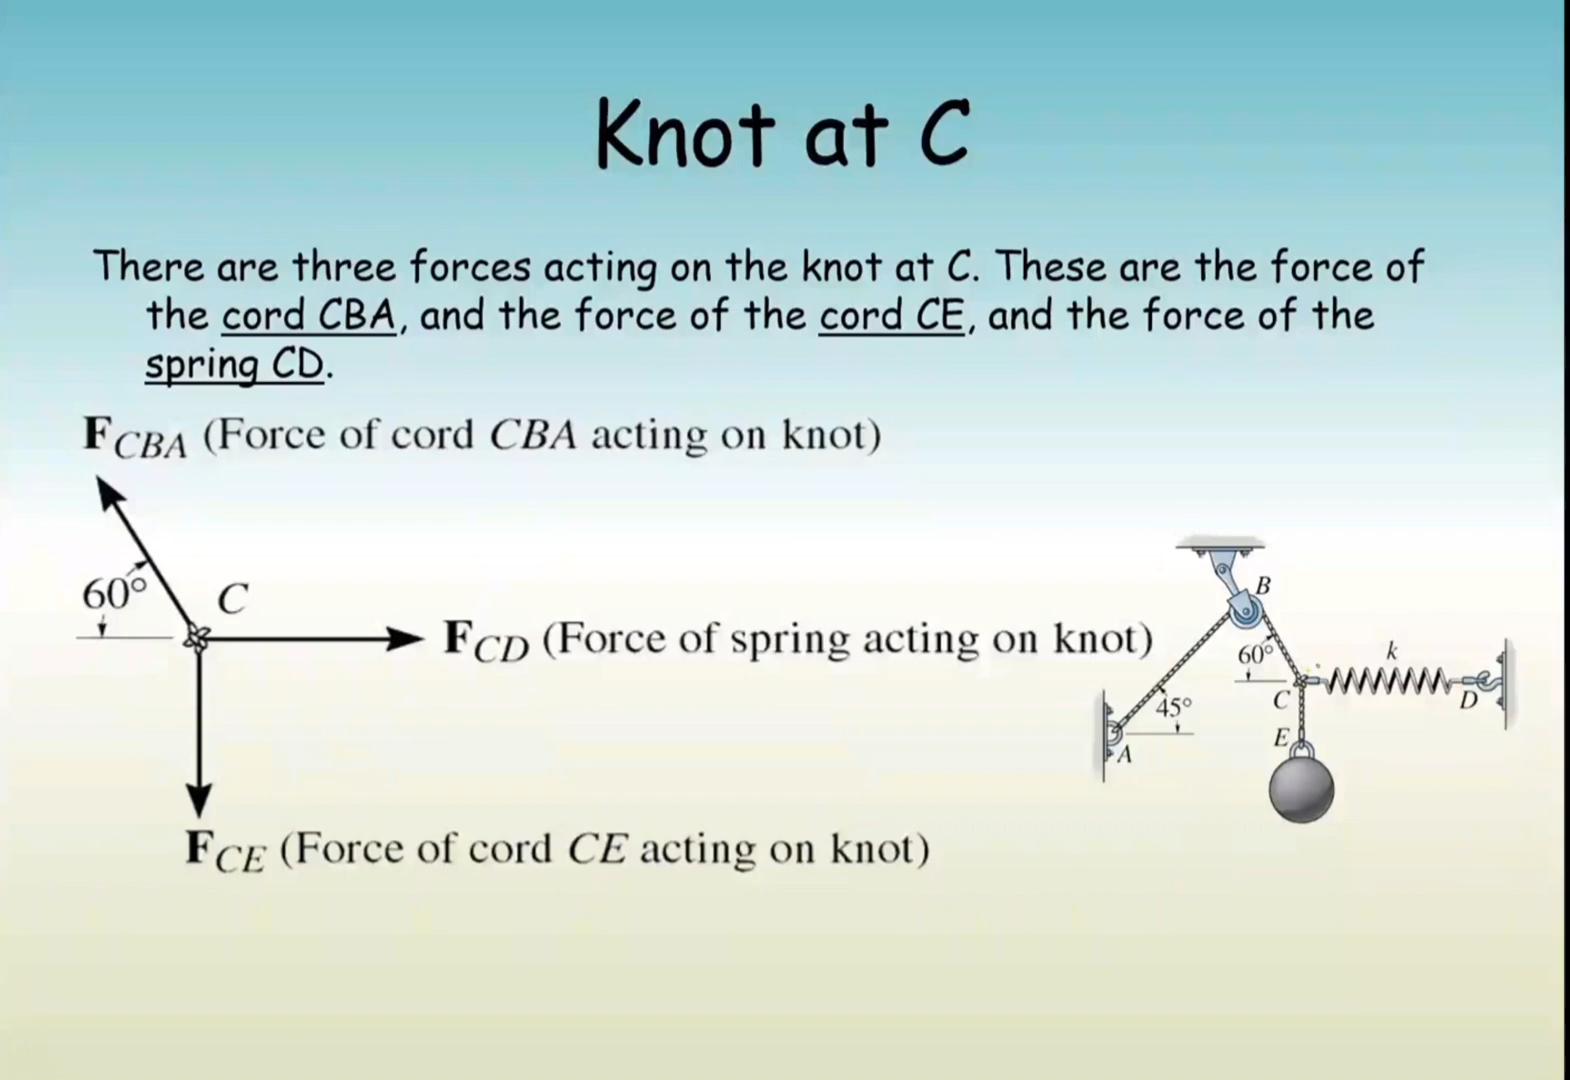 Knot at C
There are three forces acting on the knot at C. These are the force of
the cord CBA, and the force of the cord CE, and the force of the
spring CD.
FCBA (Force of cord CBA acting on knot)
60°
C
FCD (Force of spring acting on knot)
FCE (Force of cord CE acting on knot)
B
60°
k
C
D
45°
E
A